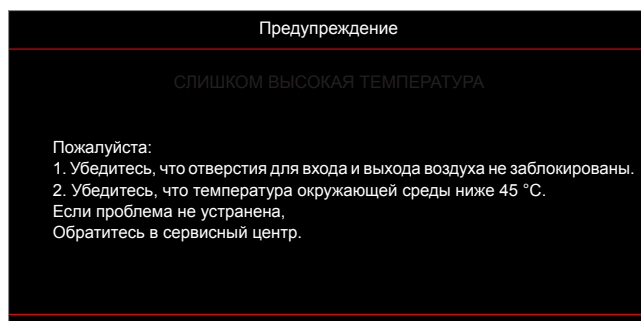 Предупреждение
СЛИШКОМ ВЫСОКАЯ ТЕМПЕРАТУРА
Пожалуйста:
1. Убедитесь, что отверстия для входа и выхода воздуха не заблокированы.
2. Убедитесь, что температура окружающей среды ниже 45 °C.
Если проблема не устранена,
Обратитесь в сервисный центр.